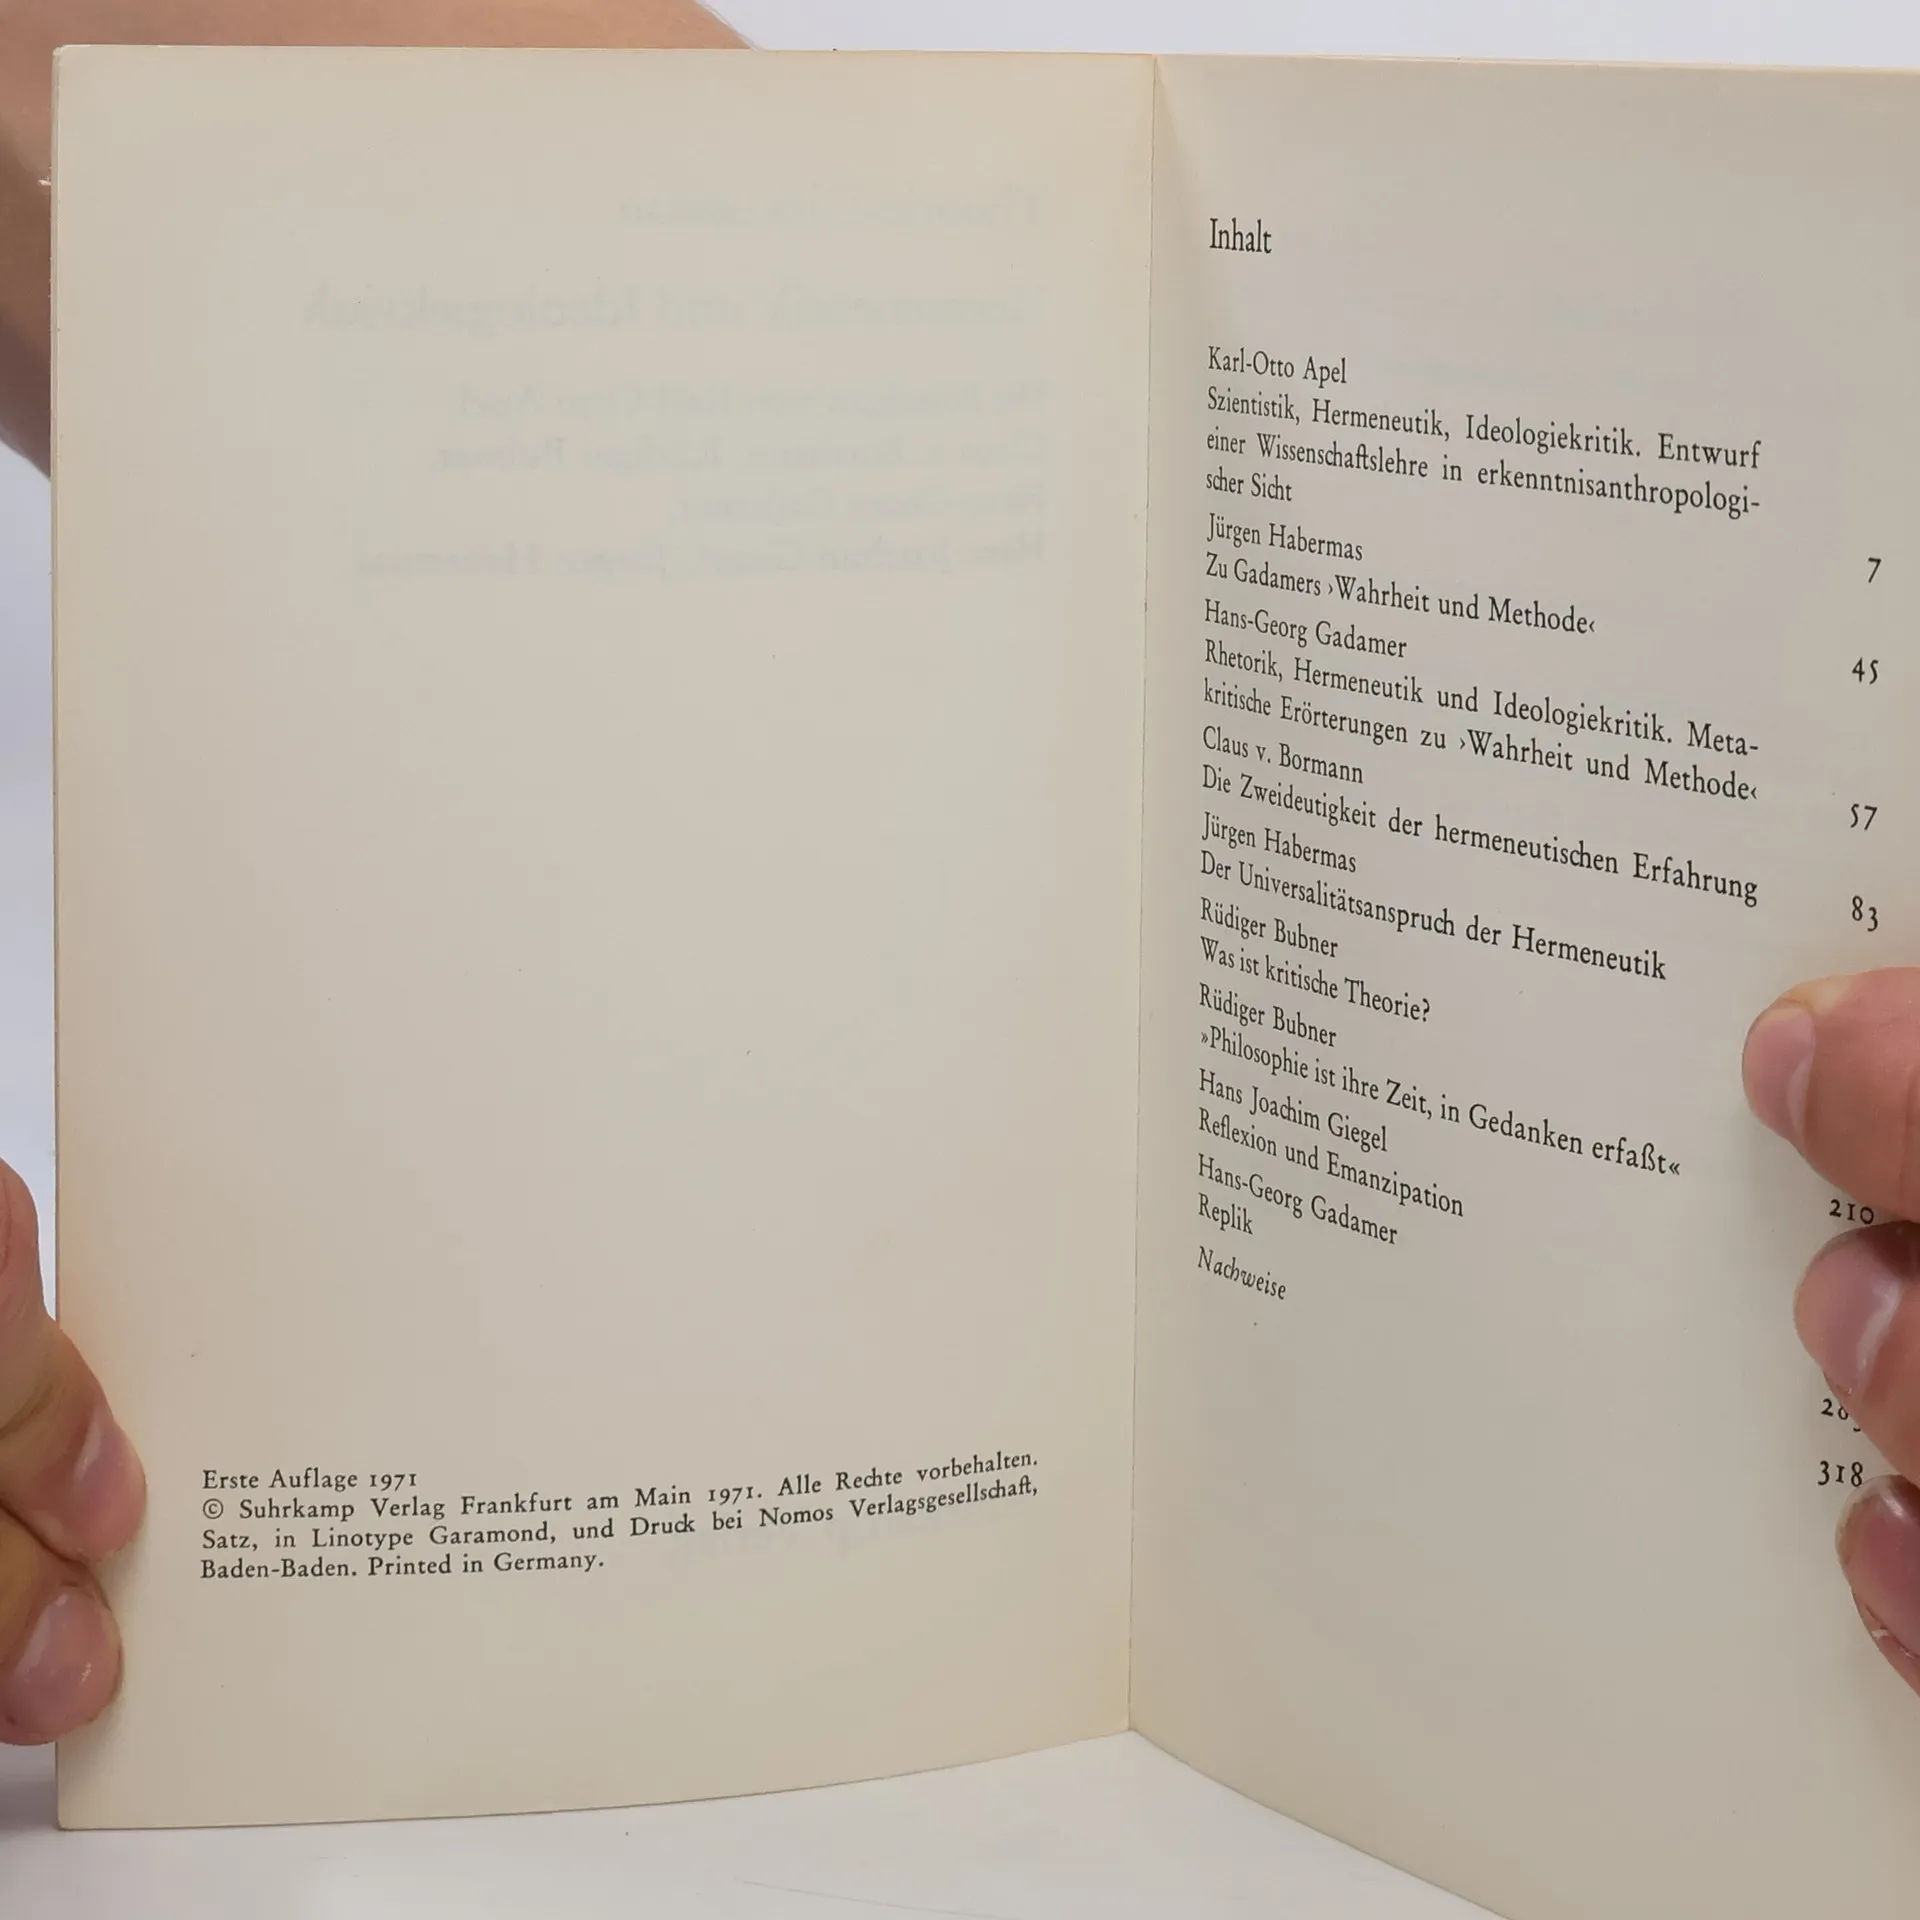 Erste Auflage 1971
© Suhrkamp Verlag Frankfurt am Main 1971. Alle Rechte vorbehalten.
Satz, in Linotype Garamond, und Druck bei Nomos Verlagsgesellschaft,
Baden-Baden. Printed in Germany.
Inhalt
Karl-Otto Apel
Szientistik, Hermeneutik, Ideologiekritik. Entwurf
einer Wissenschaftslehre in erkenntnisanthropologi-
scher Sicht 7
Jürgen Habermas
Zu Gadamers ›Wahrheit und Methode‹ 45
Hans-Georg Gadamer
Rhetorik, Hermeneutik und Ideologiekritik. Meta-
kritische Erörterungen zu ›Wahrheit und Methode‹ 57
Claus v. Bormann
Die Zweideutigkeit der hermeneutischen Erfahrung 83
Jürgen Habermas
Der Universalitätsanspruch der Hermeneutik
Rüdiger Bubner
Was ist kritische Theorie?
Rüdiger Bubner
»Philosophie ist ihre Zeit, in Gedanken erfaßt« 210
Hans Joachim Giegel
Reflexion und Emanzipation
Hans-Georg Gadamer
Replik
Nachweise 318